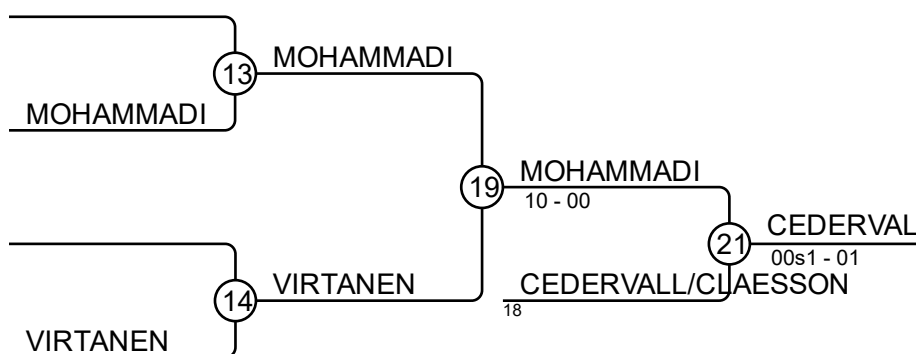 MOHAMMADI
13
MOHAMMADI
MOHAMMADI
19
10 - 00
CEDERVAL
21
00s1 - 01
CEDERVALL/CLAESSON
18
VIRTANEN
14
VIRTANEN